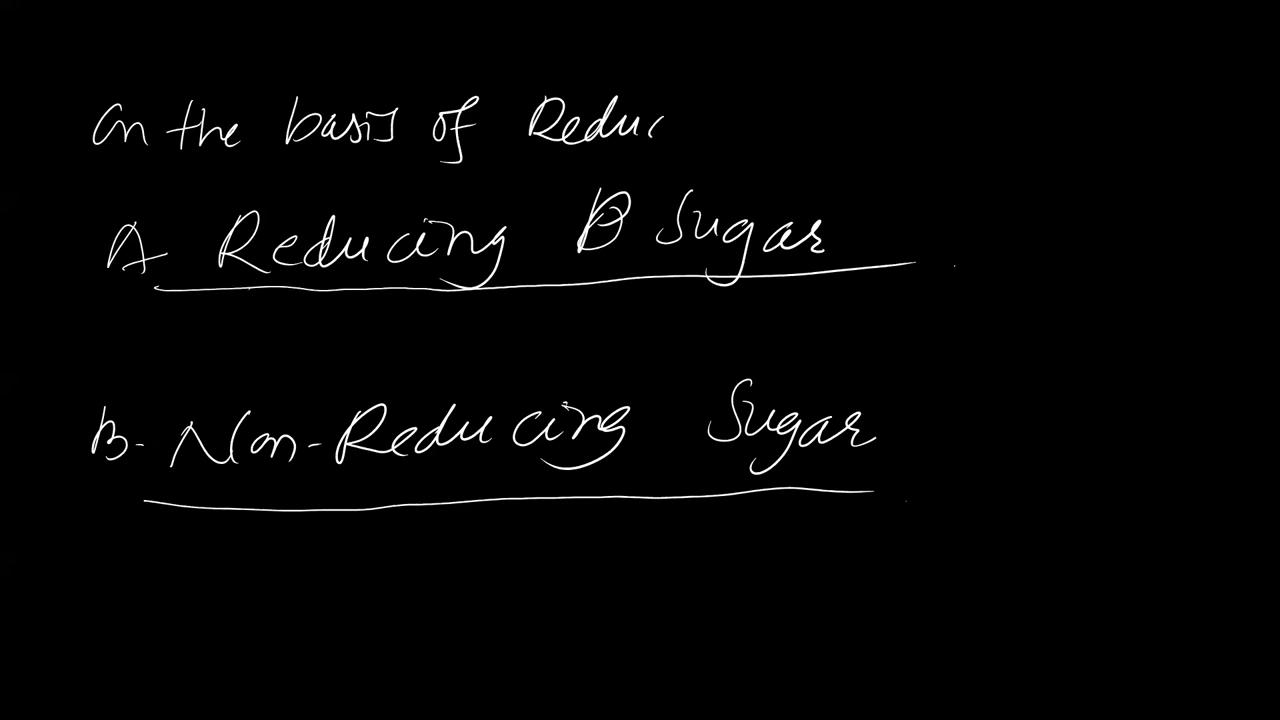 On the basis of Reduc
A Reducing B Sugar
B- Non-Reducing Sugar